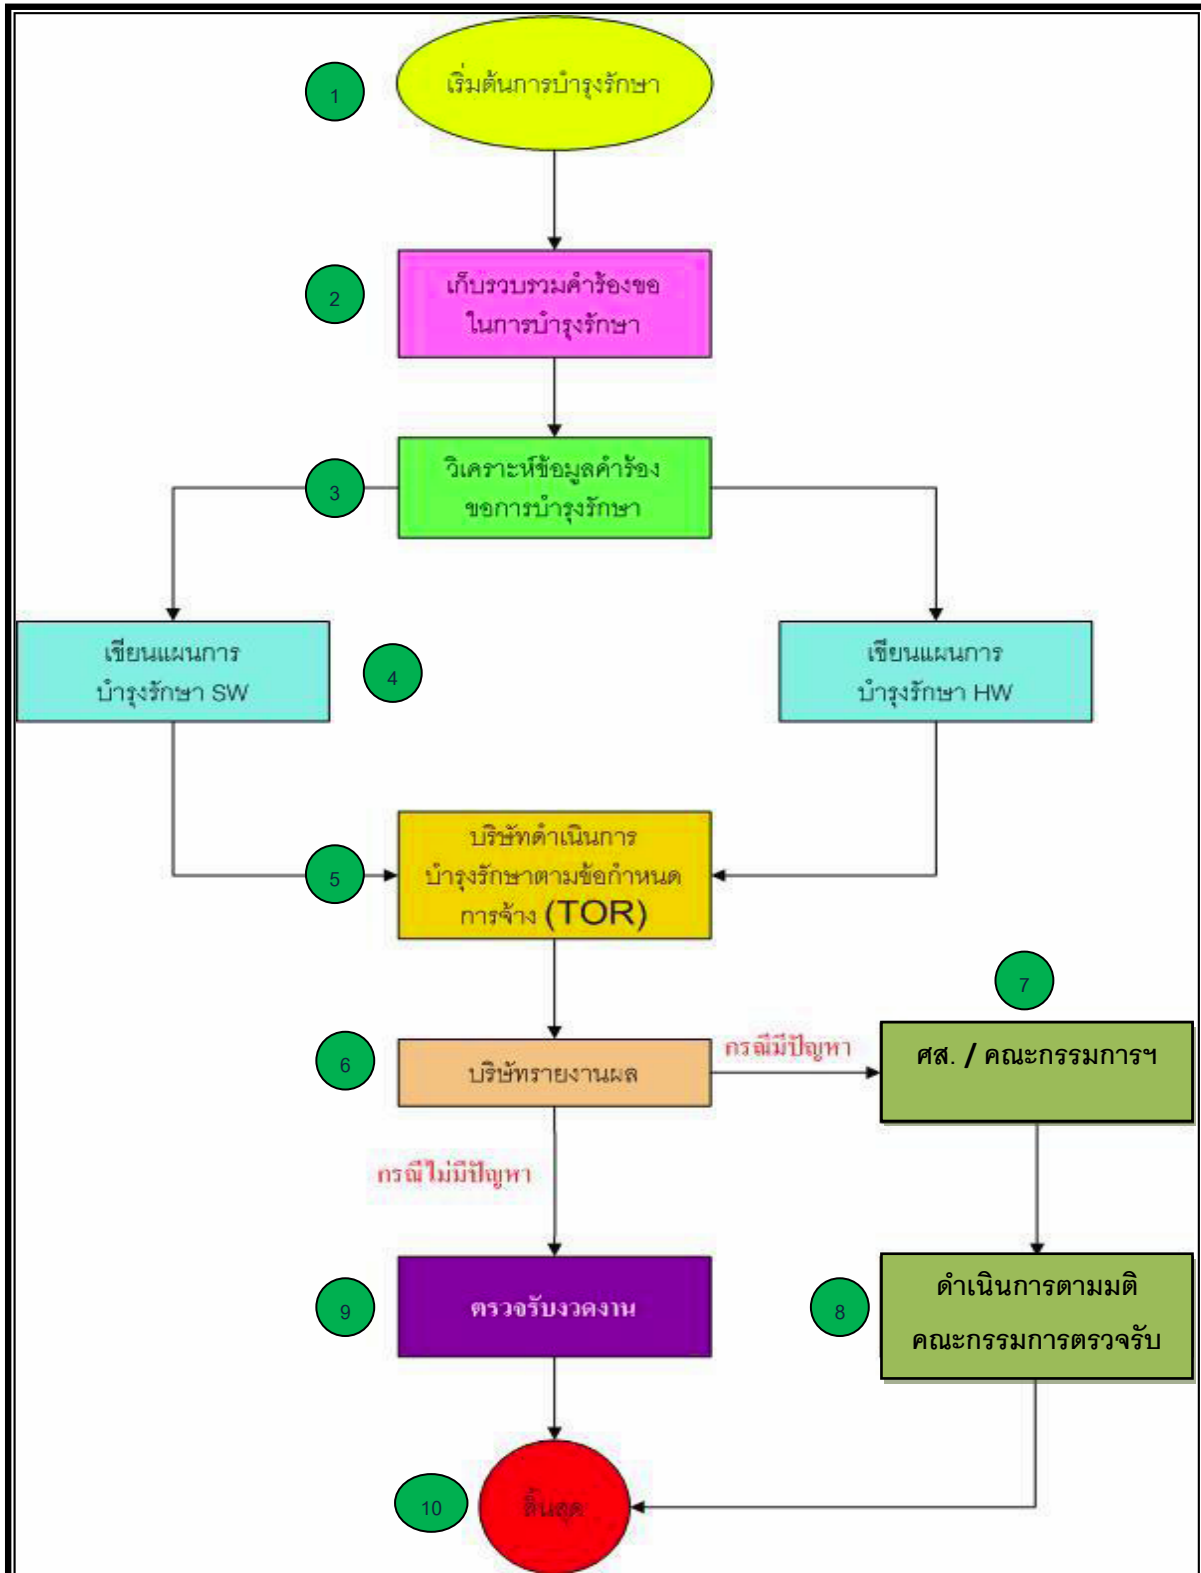 1
เริ่มต้นการบำรุงรักษา
2
เก็บรวบรวมคำร้องขอ
ในการบำรุงรักษา
3
วิเคราะห์ข้อมูลคำร้อง
ขอการบำรุงรักษา
เขียนแผนการ
บำรุงรักษา SW
4
เขียนแผนการ
บำรุงรักษา HW
5
บริษัทดำเนินการ
บำรุงรักษาตามข้อกำหนด
การจ้าง (TOR)
6
บริษัทรายงานผล
กรณีมีปัญหา
7
ศส. / คณะกรรมการฯ
กรณีไม่มีปัญหา
9
ตรวจรับงวดงาน
8
ดำเนินการตามมติ
คณะกรรมการตรวจรับ
10
สิ้นสุด